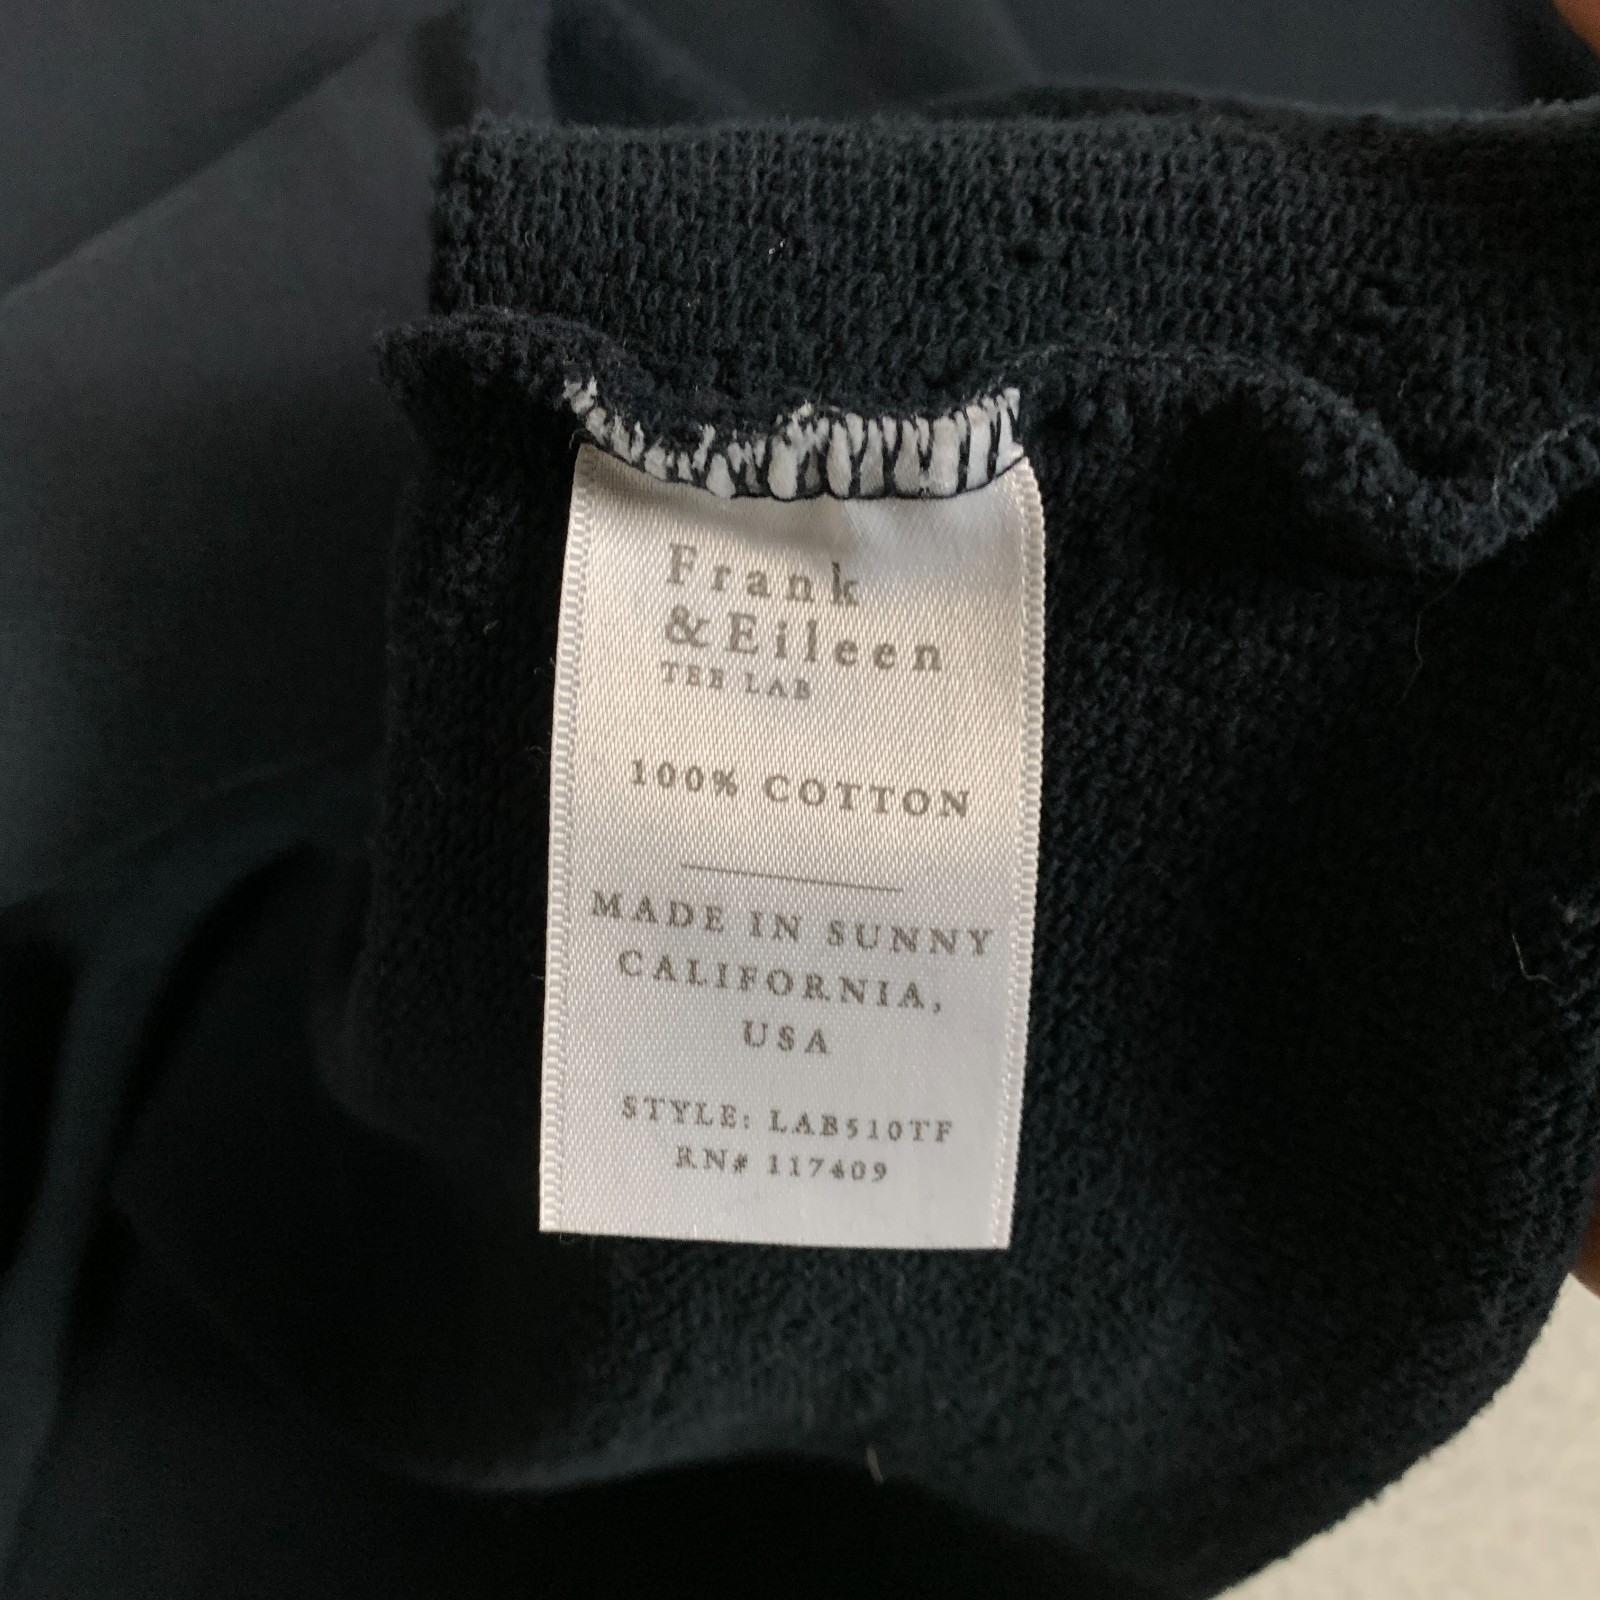 Frank
&Eileen
TEE LAB
100% COTTON
MADE IN SUNNY
CALIFORNIA,
USA
STYLE: LAB510TF
RN# 117409